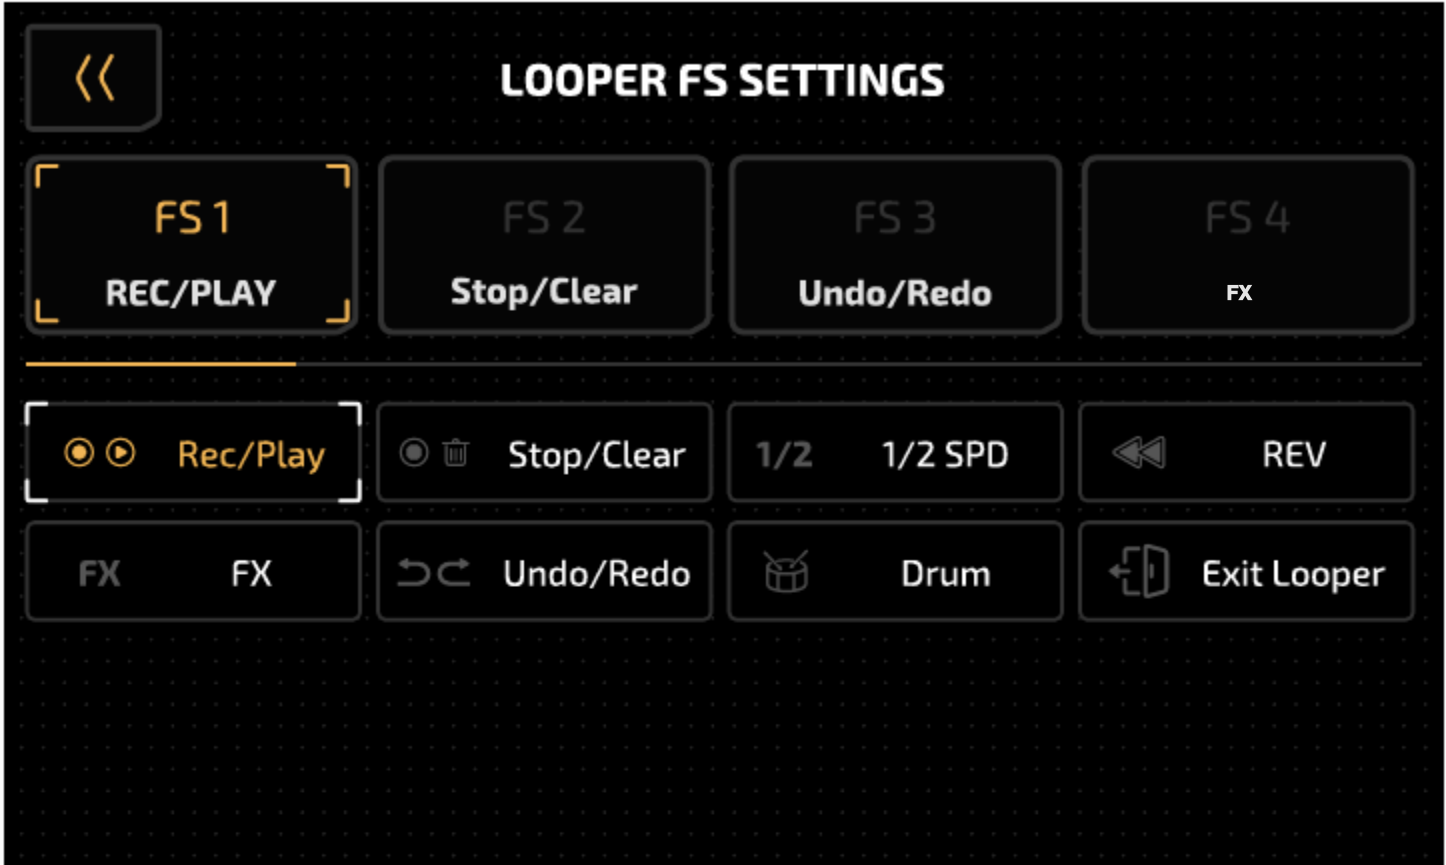 LOOPER FS SETTINGS
FS 1
REC/PLAY
FS 2
Stop/Clear
FS 3
Undo/Redo
FS 4
FX
Rec/Play
Stop/Clear
1/2 1/2 SPD
REV
FX FX
Undo/Redo
Drum
Exit Looper